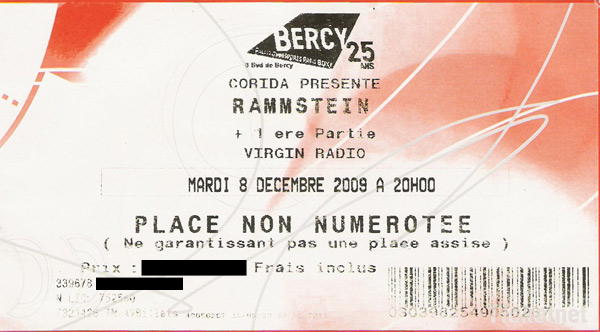 BERCY 25
ANS
8 Bvd de Bercy
CORIDA PRESENTE
RAMMSTEIN
+ 1 ere Partie
VIRGIN RADIO
MARDI 8 DECEMBRE 2009 A 20H00
PLACE NON NUMEROTEE
( Ne garantissant pas une place assise )
Prix : Frais inclus
339678